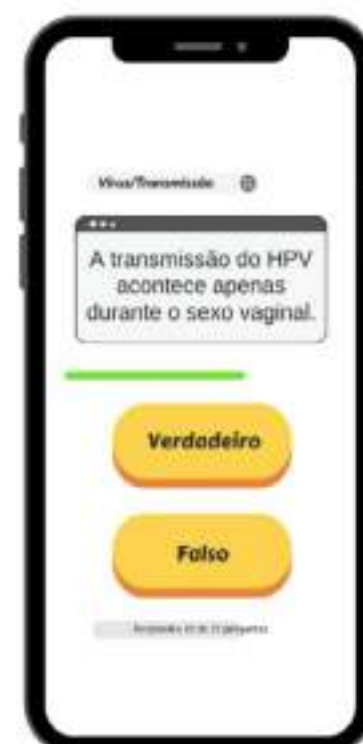 Vírus/Transmissão
A transmissão do HPV
acontece apenas
durante o sexo vaginal.
Verdadeiro
Falso